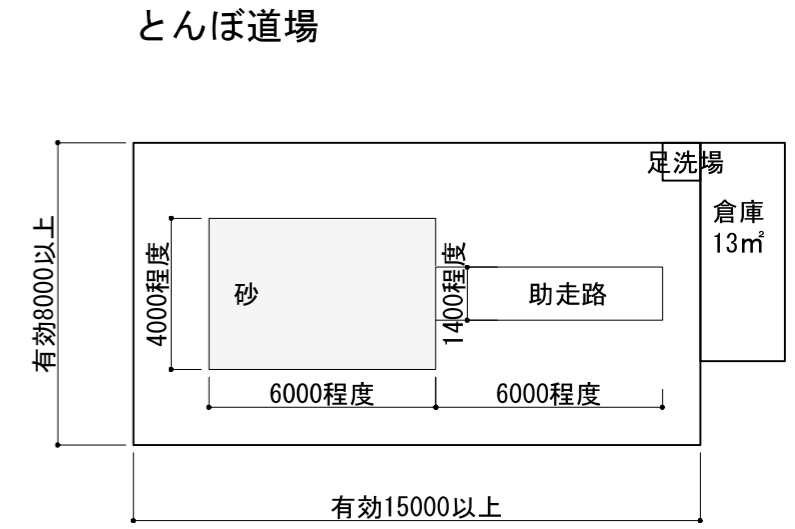 とんぼ道場
足洗場
倉庫
13㎡
有効8000以上
4000程度
砂
1400程度
助走路
6000程度
6000程度
有効15000以上